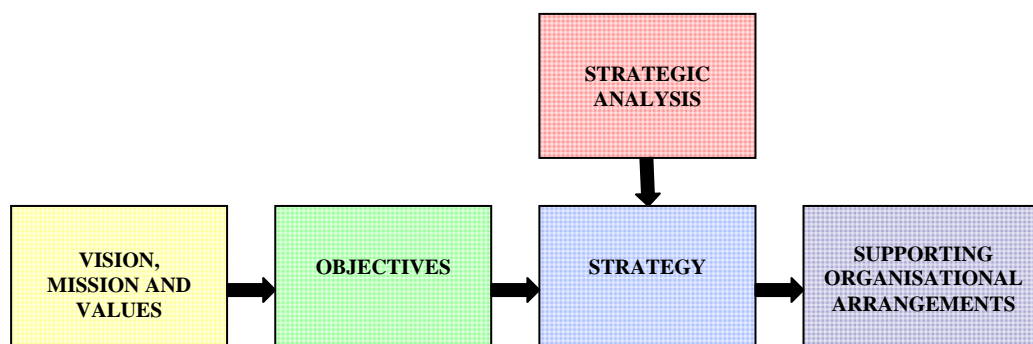 STRATEGIC
ANALYSIS
VISION,
MISSION AND
VALUES
OBJECTIVES
STRATEGY
SUPPORTING
ORGANISATIONAL
ARRANGEMENTS